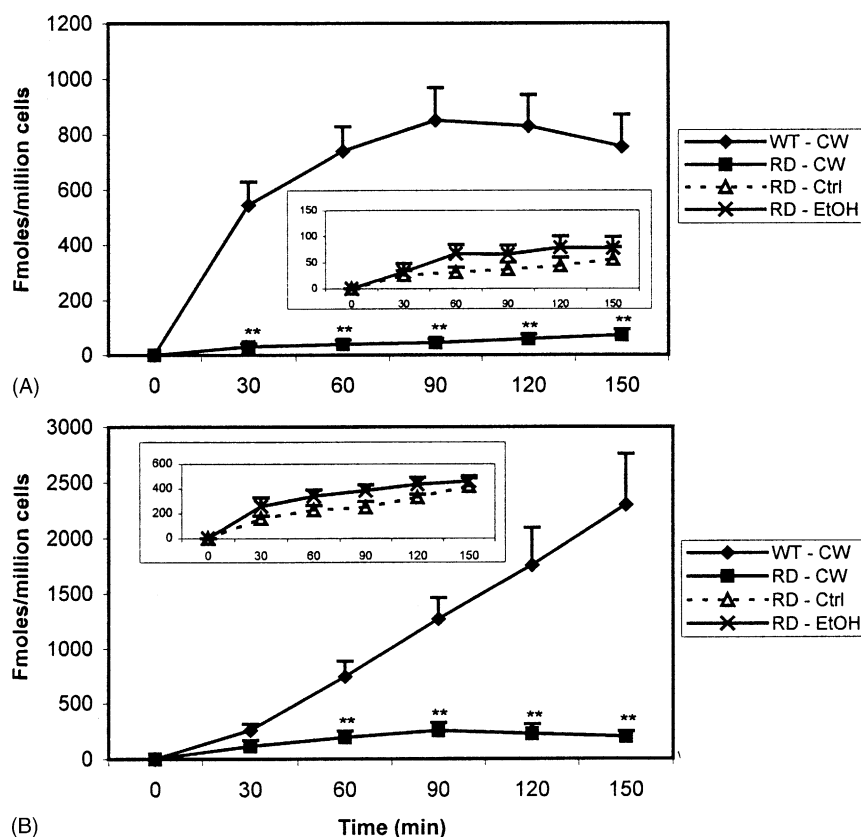 (A)
Fmoles/million cells
1200
1000
800
600
400
200
0
0 30 60 90 120 150
** ** ** ** **
150
100
50
0
0 30 60 90 120 150
WT - CW
RD - CW
RD - Ctrl
RD - EtOH
(B)
Fmoles/million cells
3000
2500
2000
1500
1000
500
0
0 30 60 90 120 150
** ** ** **
600
400
200
0
0 30 60 90 120 150
WT - CW
RD - CW
RD - Ctrl
RD - EtOH
Time (min)